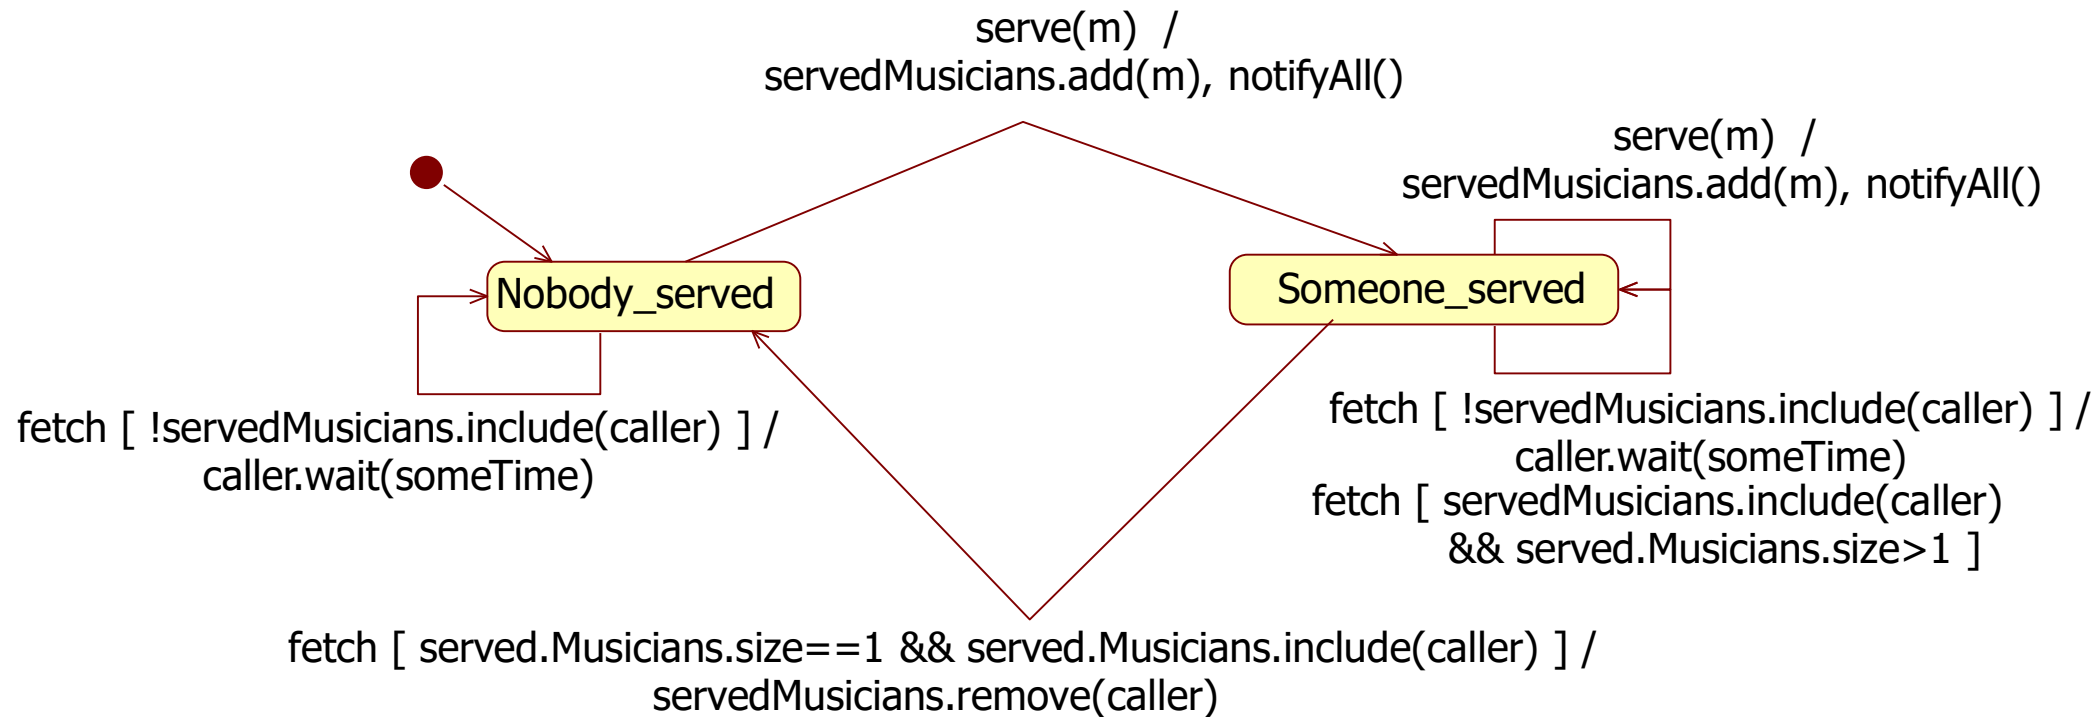 serve(m)  /
servedMusicians.add(m), notifyAll()
serve(m)  /
servedMusicians.add(m), notifyAll()
Nobody_served
Someone_served
fetch [ !servedMusicians.include(caller) ] /
caller.wait(someTime)
fetch [ !servedMusicians.include(caller) ] /
caller.wait(someTime)
fetch [ servedMusicians.include(caller)
&& served.Musicians.size>1 ]
fetch [ served.Musicians.size==1 && served.Musicians.include(caller) ] /
servedMusicians.remove(caller)